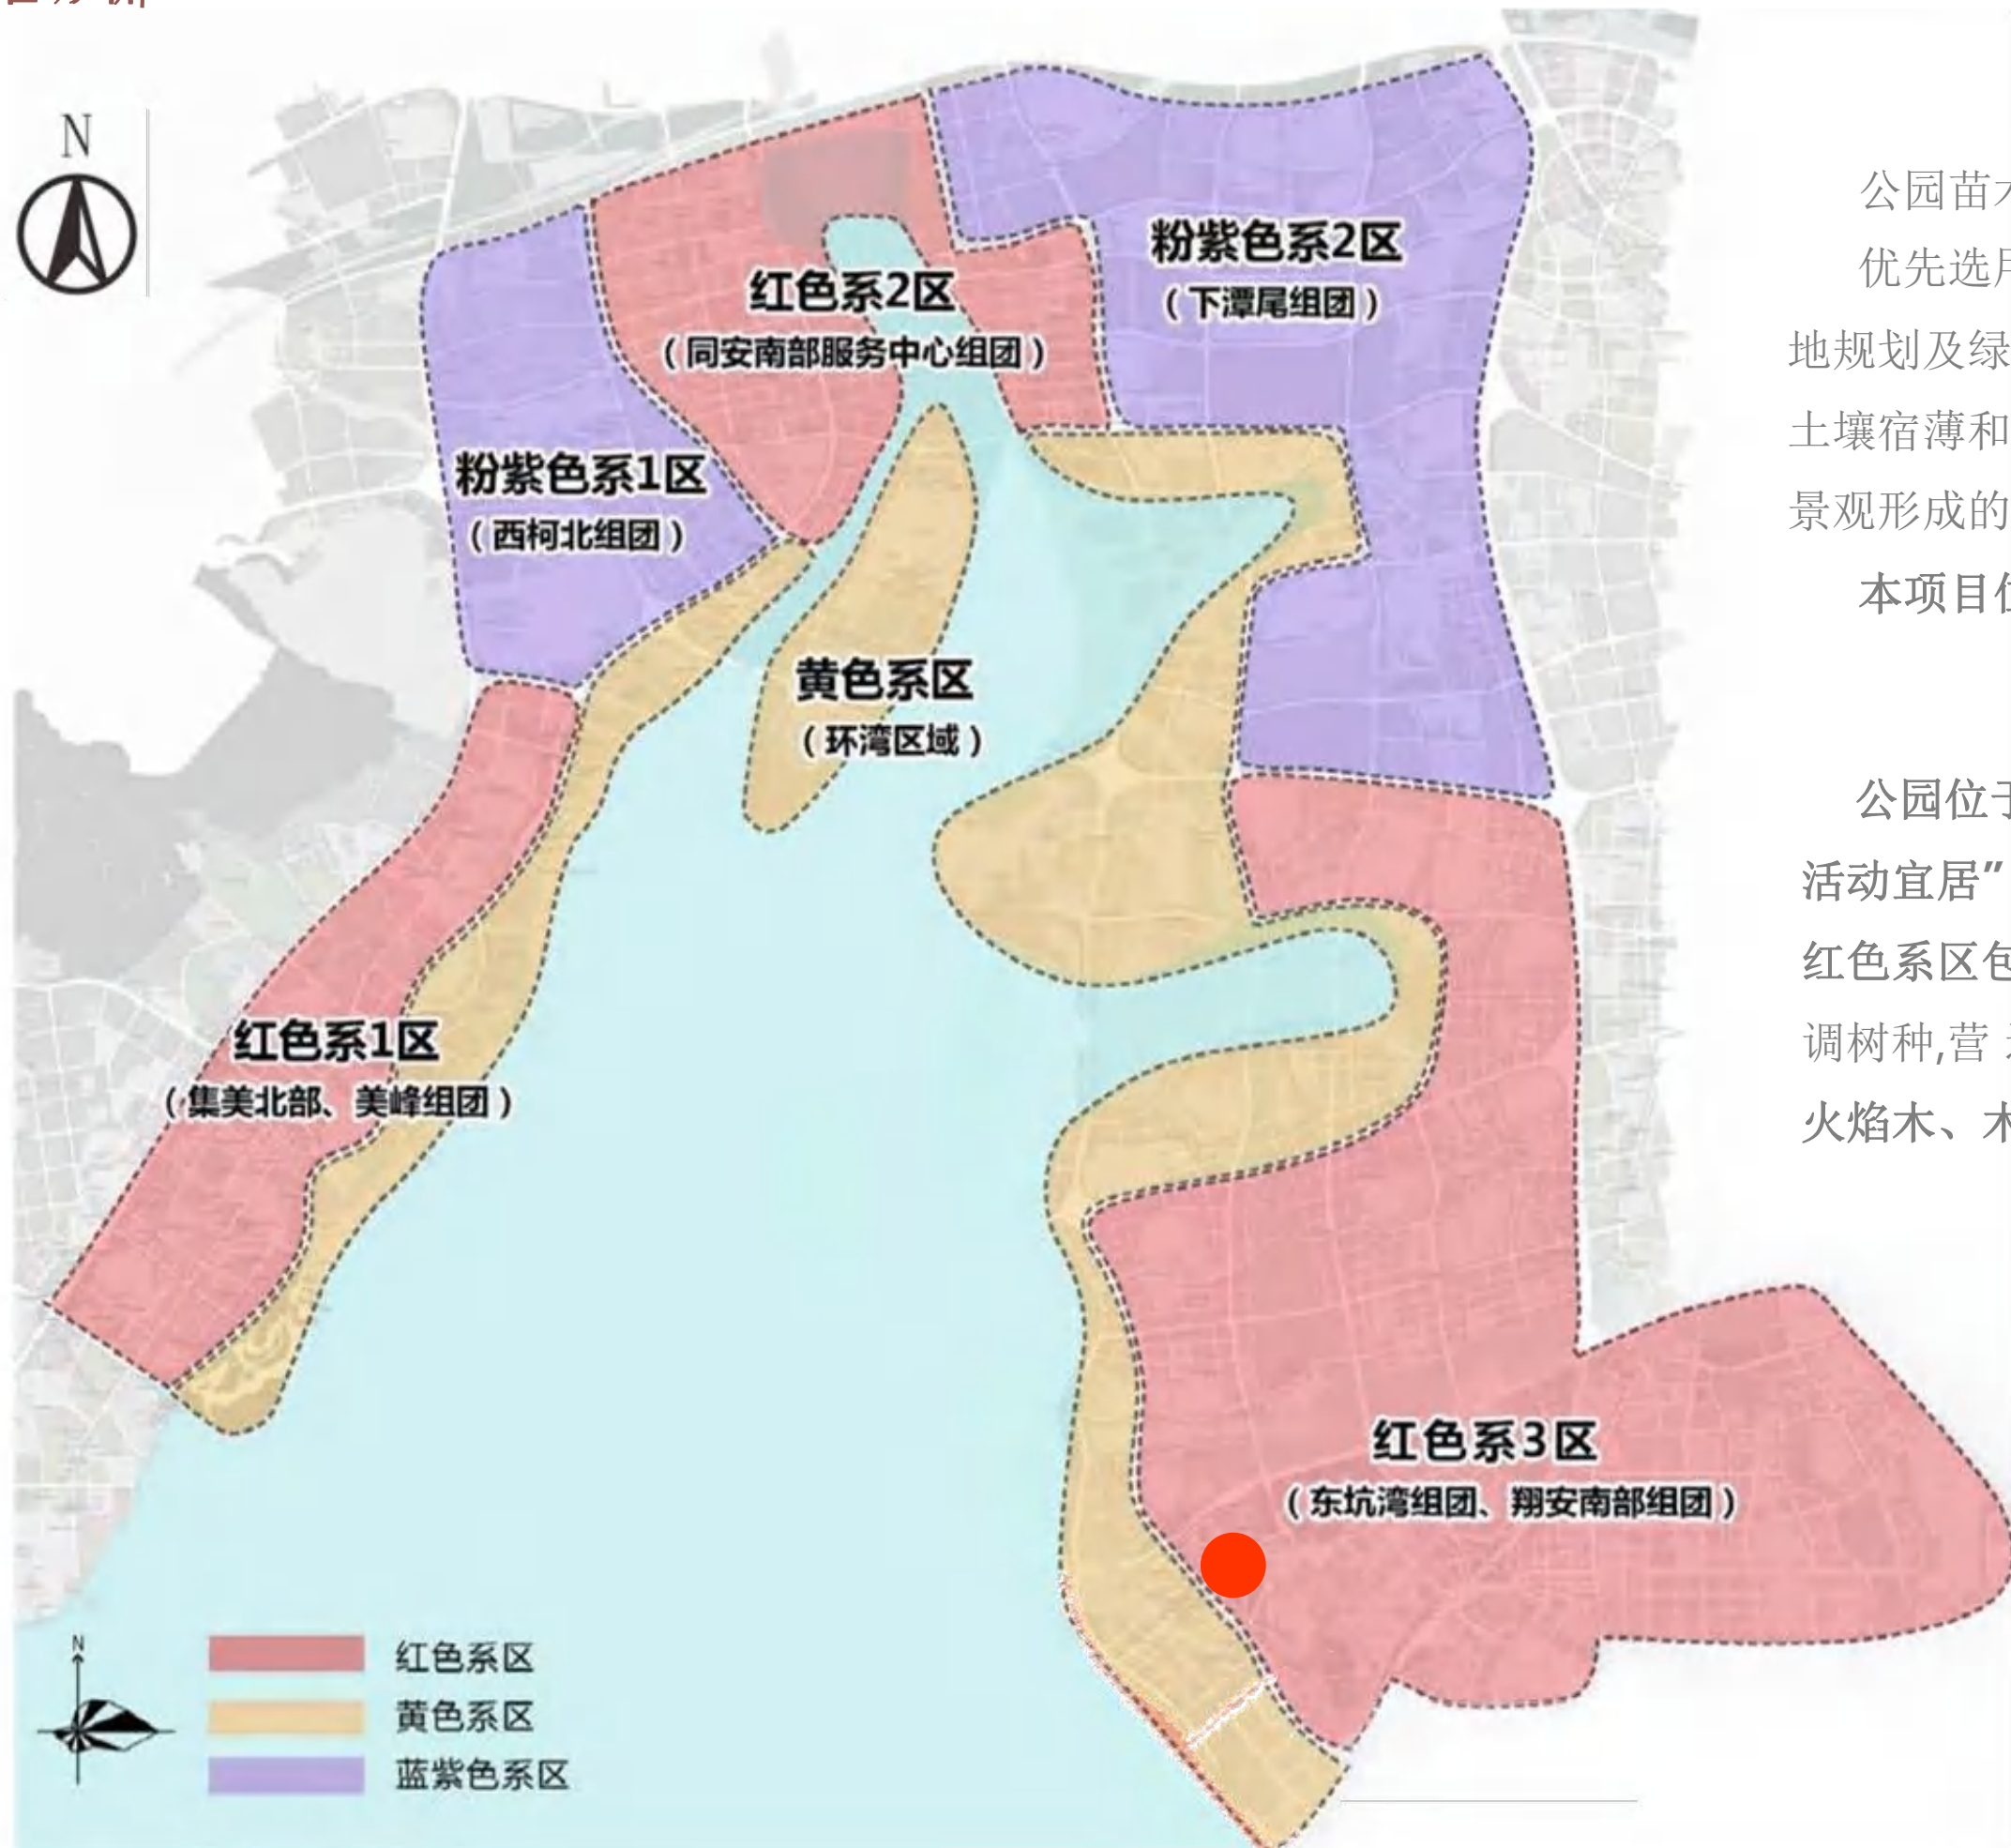 N
公园苗
优先选用
地规划及绿
土壤宿薄和
景观形成的
本项目位
公园位于
活动宜居”
红色系区包
调树种,营
火焰木、木
粉紫色系2区
（下潭尾组团）
红色系2区
（同安南部服务中心组团）
粉紫色系1区
（西柯北组团）
黄色系区
（环湾区域）
红色系1区
（集美北部、美峰组团）
红色系3区
（东坑湾组团、翔安南部组团）
N
红色系区
黄色系区
蓝紫色系区